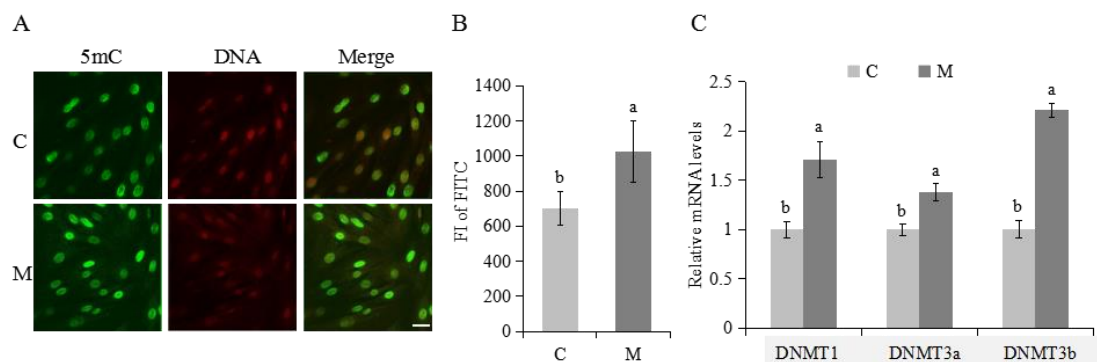 A
5mC DNA Merge
C
M
B
FI of FITC
1400
1200
1000
800
600
400
200
0
b
a
C M
C
C M
Relative mRNA levels
2.5
2
1.5
1
0.5
0
b a b a b a
DNMT1 DNMT3a DNMT3b